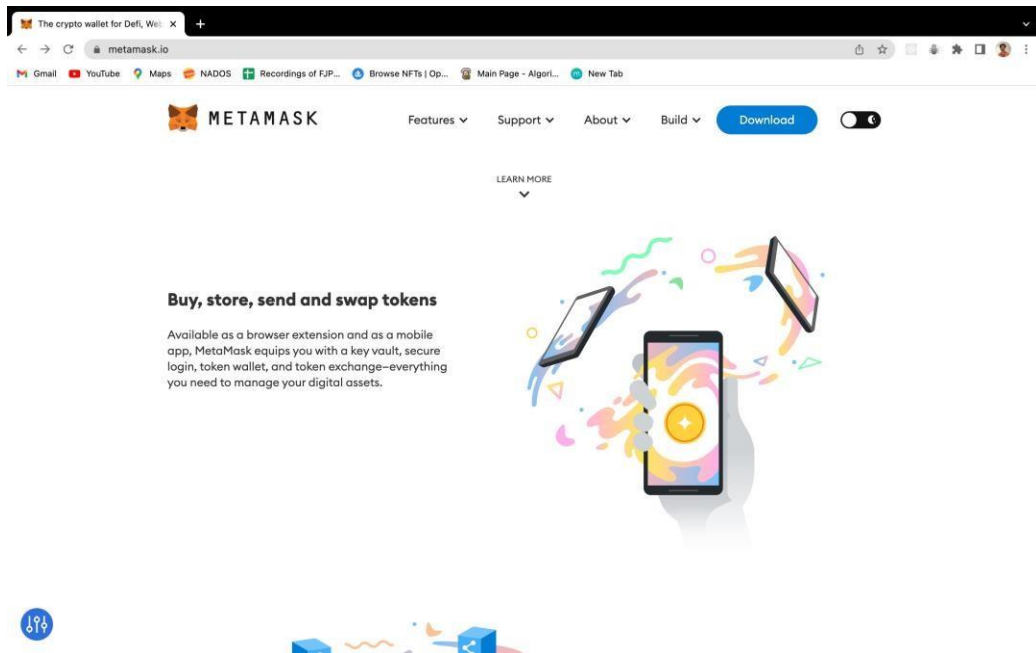 The crypto wallet for Defi, Wel
metamask.io
Gmail YouTube Maps NADOS Recordings of FJP... Browse NFTs | Op... Main Page - Algori... New Tab
METAMASK Features Support About Build Download
LEARN MORE
Buy, store, send and swap tokens
Available as a browser extension and as a mobile
app, MetaMask equips you with a key vault, secure
login, token wallet, and token exchange—everything
you need to manage your digital assets.